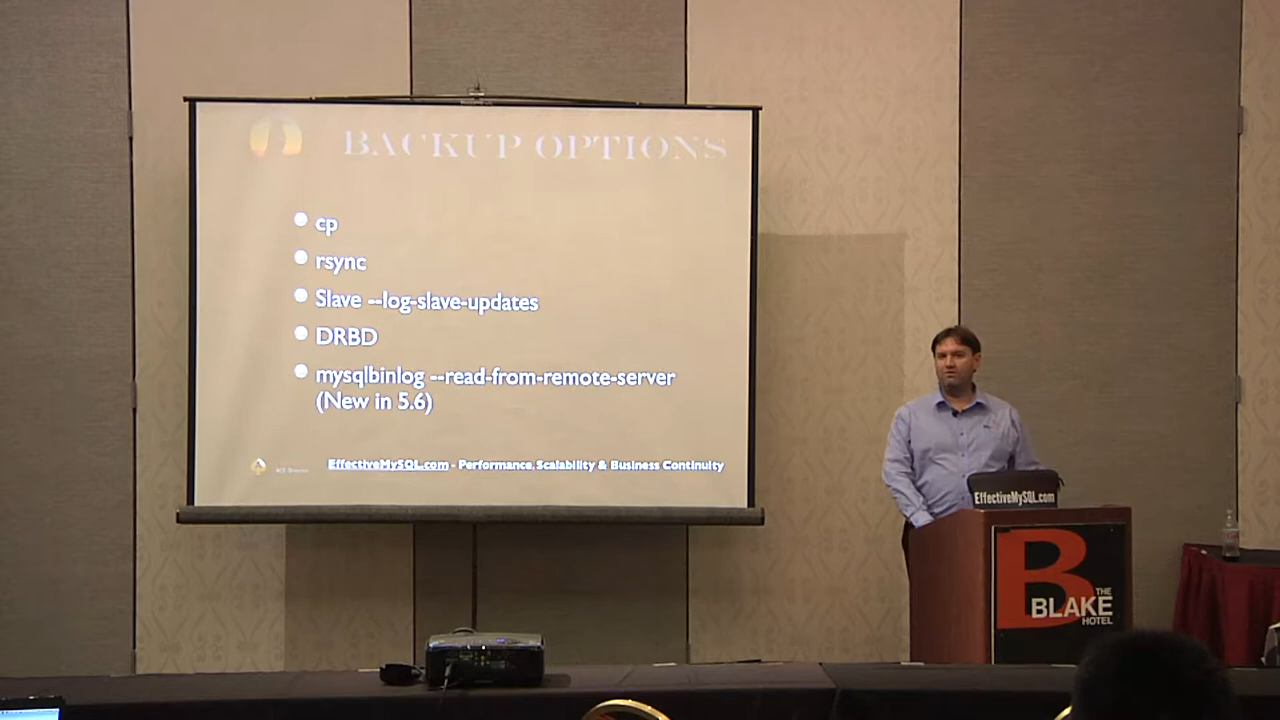 BACKUP OPTIONS
cp
rsync
Slave --log-slave-updates
DRBD
mysqlbinlog --read-from-remote-server
(New in 5.6)
EffectiveMySQL.com - Performance, Scalability & Business Continuity
EffectiveMySQL.com
B
THE
BLAKE
HOTEL